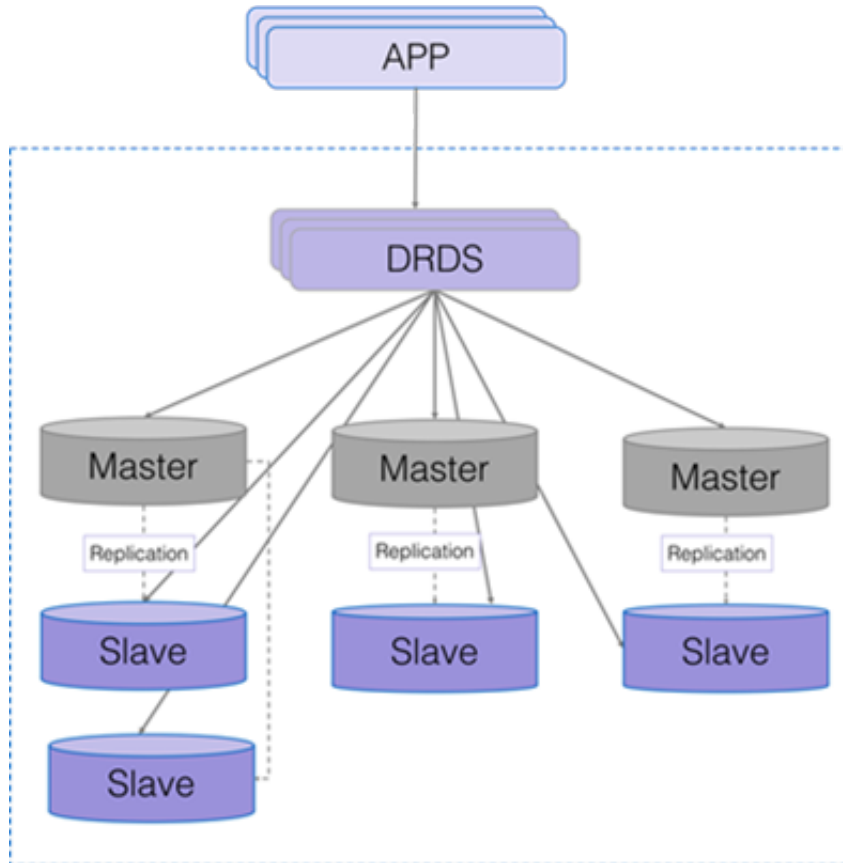 APP
DRDS
Master
Master
Master
Replication
Replication
Replication
Slave
Slave
Slave
Slave